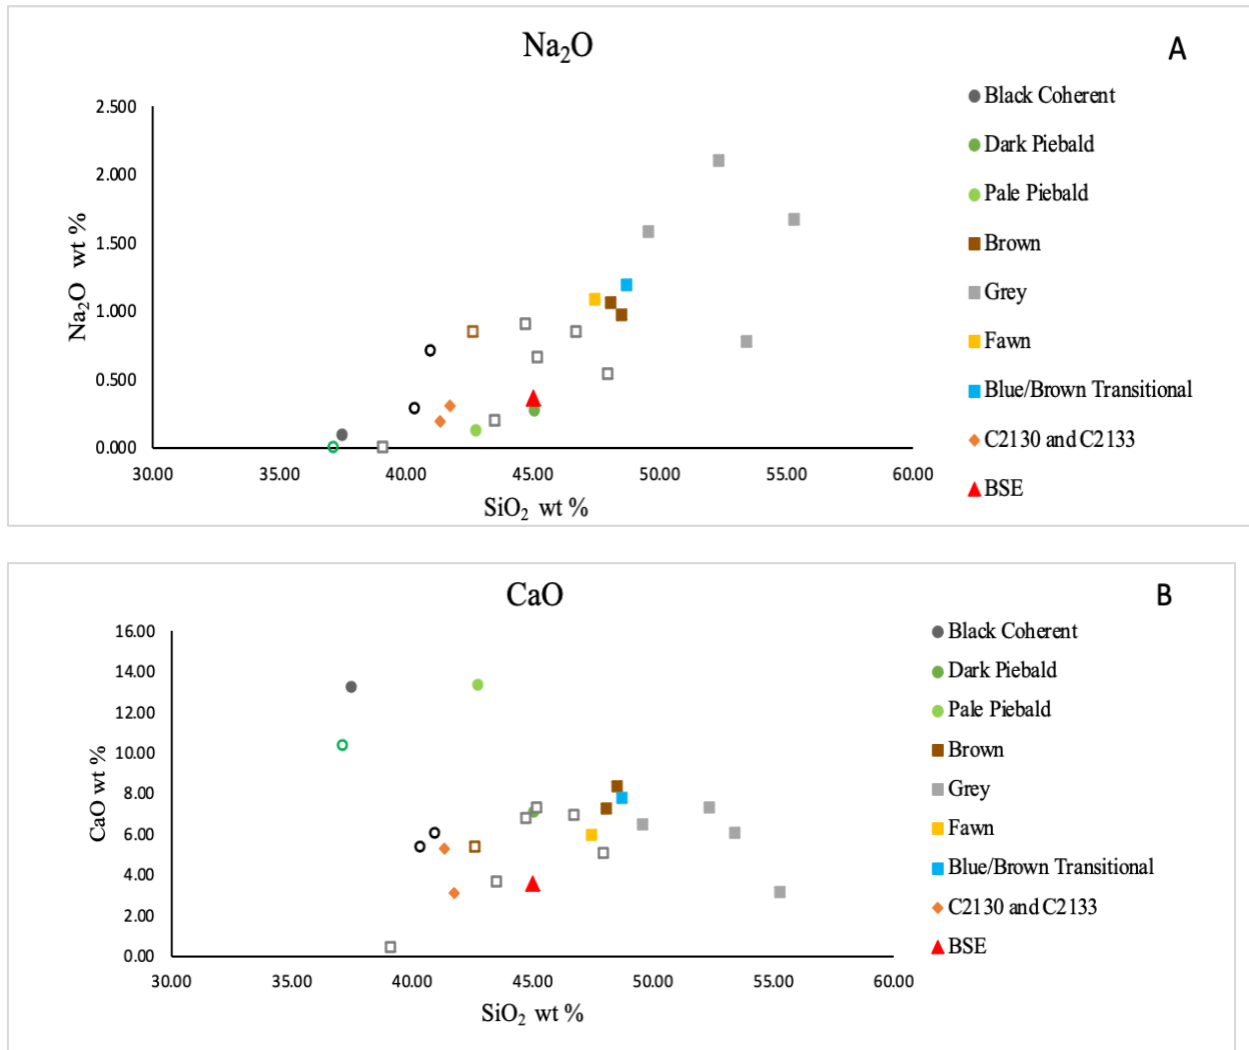 Na₂O
A
2.500
2.000
1.500
1.000
0.500
0.000
Na₂O wt %
30.00 35.00 40.00 45.00 50.00 55.00 60.00
SiO₂ wt %
Black Coherent
Dark Piebald
Pale Piebald
Brown
Grey
Fawn
Blue/Brown Transitional
C2130 and C2133
BSE
CaO
B
16.00
14.00
12.00
10.00
8.00
6.00
4.00
2.00
0.00
CaO wt %
30.00 35.00 40.00 45.00 50.00 55.00 60.00
SiO₂ wt %
Black Coherent
Dark Piebald
Pale Piebald
Brown
Grey
Fawn
Blue/Brown Transitional
C2130 and C2133
BSE